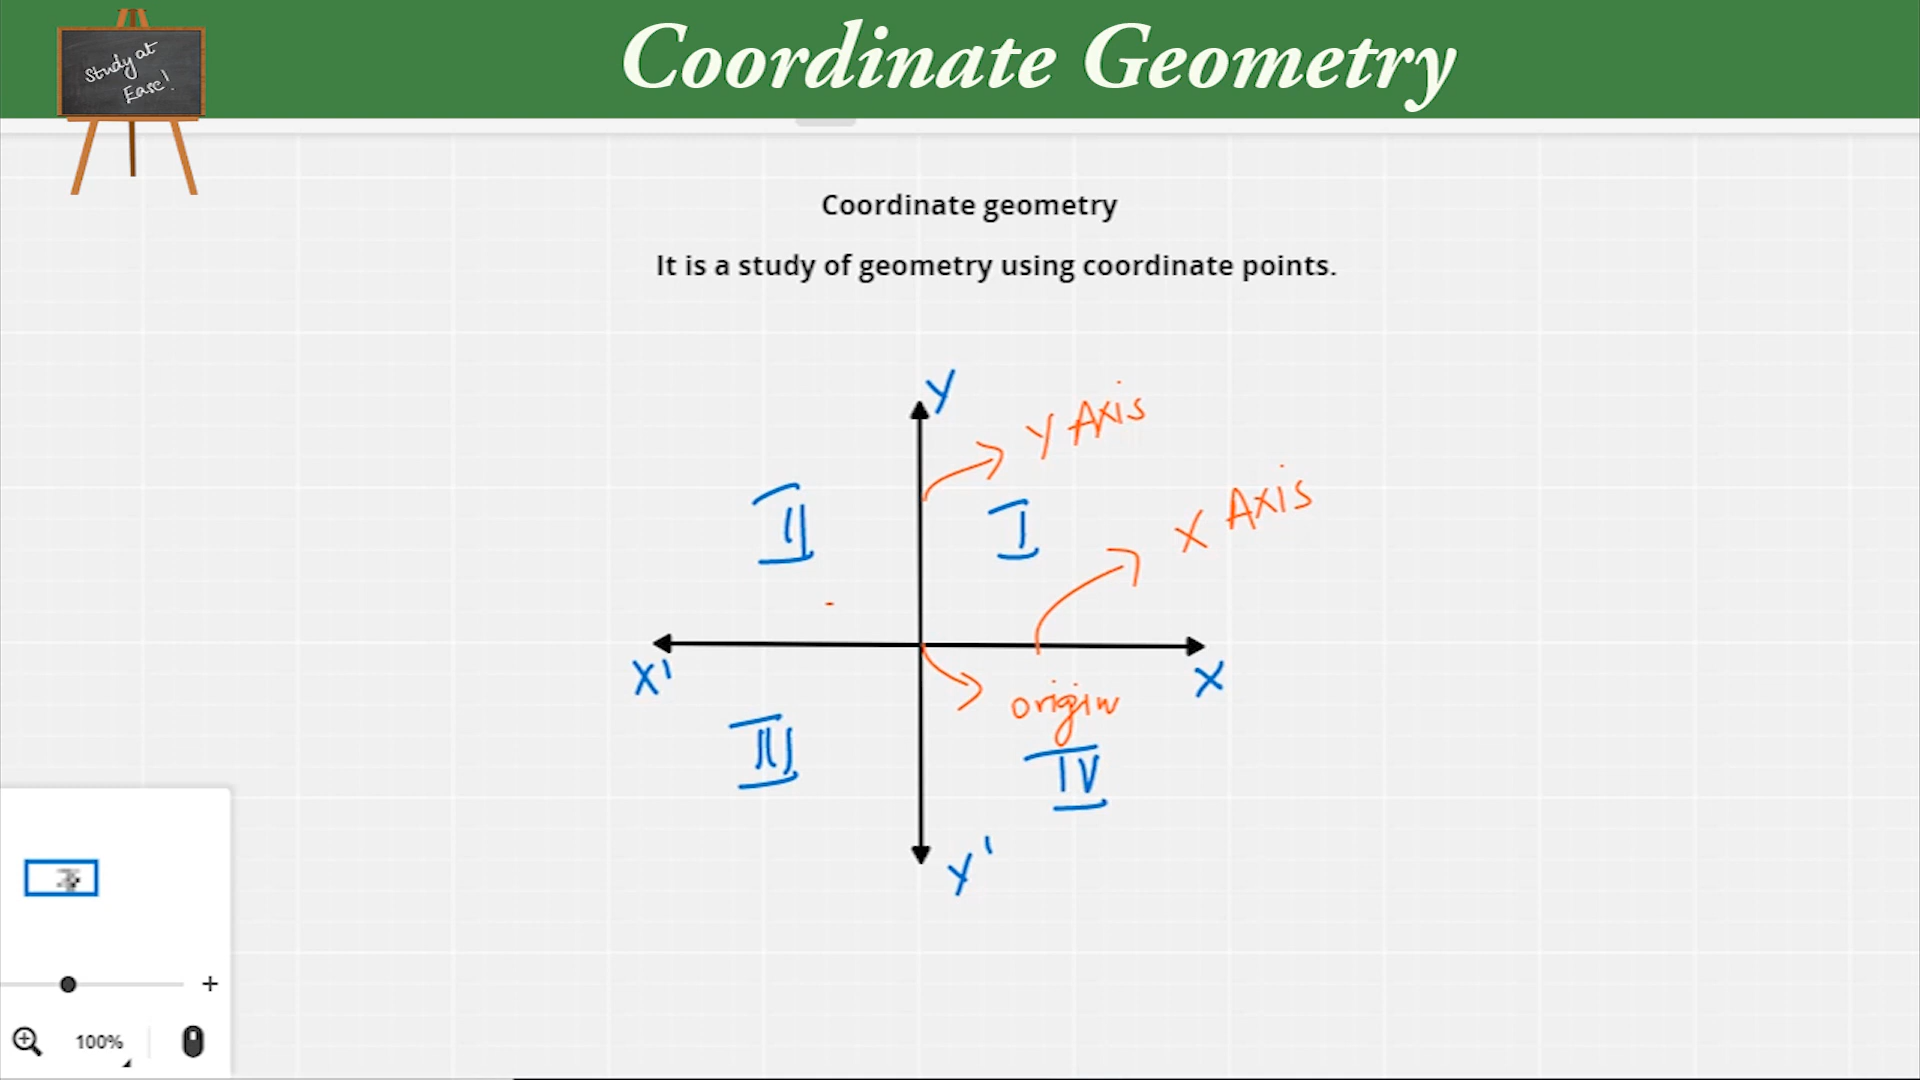 Study at
Ease!
Coordinate Geometry
Coordinate geometry
It is a study of geometry using coordinate points.
Y
Y Axis
X Axis
II
I
X'
X
origin
III
IV
Y'
+
100%